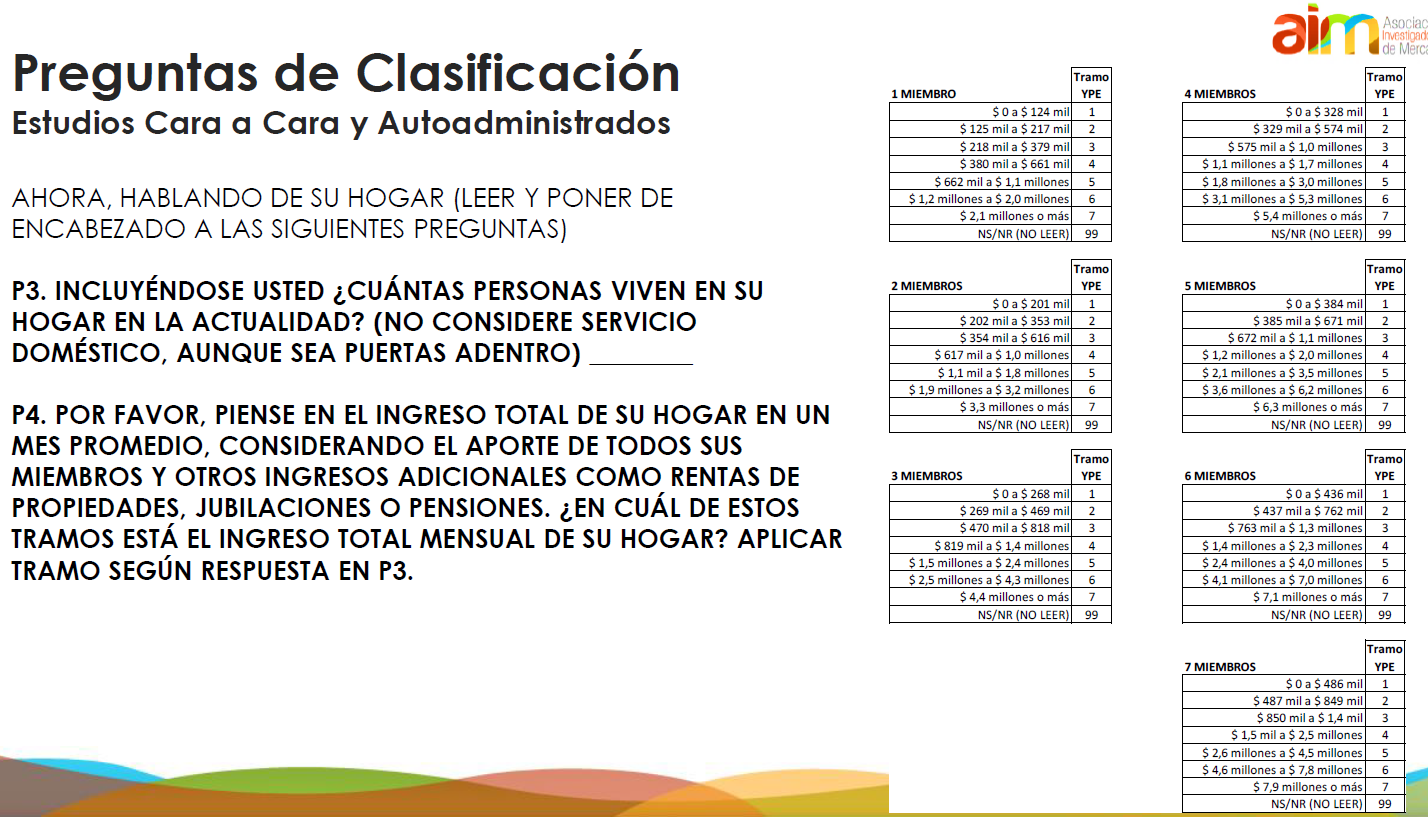 aim Asociac
Investigado
de Merca
Preguntas de Clasificación
Estudios Cara a Cara y Autoadministrados
AHORA, HABLANDO DE SU HOGAR (LEER Y PONER DE
ENCABEZADO A LAS SIGUIENTES PREGUNTAS)
P3. INCLUYÉNDOSE USTED ¿CUÁNTAS PERSONAS VIVEN EN SU
HOGAR EN LA ACTUALIDAD? (NO CONSIDERE SERVICIO
DOMÉSTICO, AUNQUE SEA PUERTAS ADENTRO) ________
P4. POR FAVOR, PIENSE EN EL INGRESO TOTAL DE SU HOGAR EN UN
MES PROMEDIO, CONSIDERANDO EL APORTE DE TODOS SUS
MIEMBROS Y OTROS INGRESOS ADICIONALES COMO RENTAS DE
PROPIEDADES, JUBILACIONES O PENSIONES. ¿EN CUÁL DE ESTOS
TRAMOS ESTÁ EL INGRESO TOTAL MENSUAL DE SU HOGAR? APLICAR
TRAMO SEGÚN RESPUESTA EN P3.
Tramo
1 MIEMBRO YPE
$ 0 a $ 124 mil 1
$ 125 mil a $ 217 mil 2
$ 218 mil a $ 379 mil 3
$ 380 mil a $ 661 mil 4
$ 662 mil a $ 1,1 millones 5
$ 1,2 millones a $ 2,0 millones 6
$ 2,1 millones o más 7
NS/NR (NO LEER) 99
Tramo
2 MIEMBROS YPE
$ 0 a $ 201 mil 1
$ 202 mil a $ 353 mil 2
$ 354 mil a $ 616 mil 3
$ 617 mil a $ 1,0 millones 4
$ 1,1 mil a $ 1,8 millones 5
$ 1,9 millones a $ 3,2 millones 6
$ 3,3 millones o más 7
NS/NR (NO LEER) 99
Tramo
3 MIEMBROS YPE
$ 0 a $ 268 mil 1
$ 269 mil a $ 469 mil 2
$ 470 mil a $ 818 mil 3
$ 819 mil a $ 1,4 millones 4
$ 1,5 millones a $ 2,4 millones 5
$ 2,5 millones a $ 4,3 millones 6
$ 4,4 millones o más 7
NS/NR (NO LEER) 99
Tramo
4 MIEMBROS YPE
$ 0 a $ 328 mil 1
$ 329 mil a $ 574 mil 2
$ 575 mil a $ 1,0 millones 3
$ 1,1 millones a $ 1,7 millones 4
$ 1,8 millones a $ 3,0 millones 5
$ 3,1 millones a $ 5,3 millones 6
$ 5,4 millones o más 7
NS/NR (NO LEER) 99
Tramo
5 MIEMBROS YPE
$ 0 a $ 384 mil 1
$ 385 mil a $ 671 mil 2
$ 672 mil a $ 1,1 millones 3
$ 1,2 millones a $ 2,0 millones 4
$ 2,1 millones a $ 3,5 millones 5
$ 3,6 millones a $ 6,2 millones 6
$ 6,3 millones o más 7
NS/NR (NO LEER) 99
Tramo
6 MIEMBROS YPE
$ 0 a $ 436 mil 1
$ 437 mil a $ 762 mil 2
$ 763 mil a $ 1,3 millones 3
$ 1,4 millones a $ 2,3 millones 4
$ 2,4 millones a $ 4,0 millones 5
$ 4,1 millones a $ 7,0 millones 6
$ 7,1 millones o más 7
NS/NR (NO LEER) 99
Tramo
7 MIEMBROS YPE
$ 0 a $ 486 mil 1
$ 487 mil a $ 849 mil 2
$ 850 mil a $ 1,4 mil 3
$ 1,5 mil a $ 2,5 millones 4
$ 2,6 millones a $ 4,5 millones 5
$ 4,6 millones a $ 7,8 millones 6
$ 7,9 millones o más 7
NS/NR (NO LEER) 99